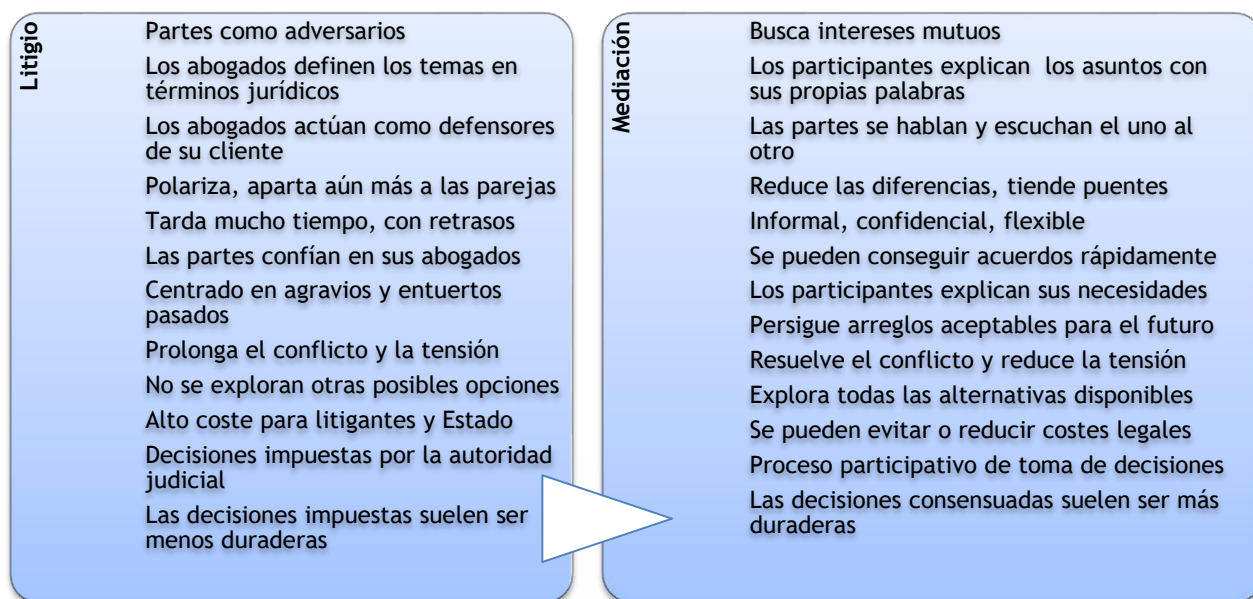 Litigio
Partes como adversarios
Los abogados definen los temas en
términos jurídicos
Los abogados actúan como defensores
de su cliente
Polariza, aparta aún más a las parejas
Tarda mucho tiempo, con retrasos
Las partes confían en sus abogados
Centrado en agravios y entuertos
pasados
Prolonga el conflicto y la tensión
No se exploran otras posibles opciones
Alto coste para litigantes y Estado
Decisiones impuestas por la autoridad
judicial
Las decisiones impuestas suelen ser
menos duraderas
Mediación
Busca intereses mutuos
Los participantes explican  los asuntos con
sus propias palabras
Las partes se hablan y escuchan el uno al
otro
Reduce las diferencias, tiende puentes
Informal, confidencial, flexible
Se pueden conseguir acuerdos rápidamente
Los participantes explican sus necesidades
Persigue arreglos aceptables para el futuro
Resuelve el conflicto y reduce la tensión
Explora todas las alternativas disponibles
Se pueden evitar o reducir costes legales
Proceso participativo de toma de decisiones
Las decisiones consensuadas suelen ser más
duraderas